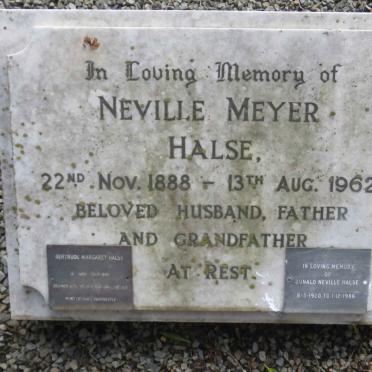 In Loving Memory of
NEVILLE MEYER
HALSE,
22ND NOV. 1888 - 13TH AUG. 1962
BELOVED HUSBAND, FATHER
AND GRANDFATHER
AT REST.
GERTRUDE MARGARET HALSE
IN LOVING MEMORY
OF
DONALD NEVILLE HALSE